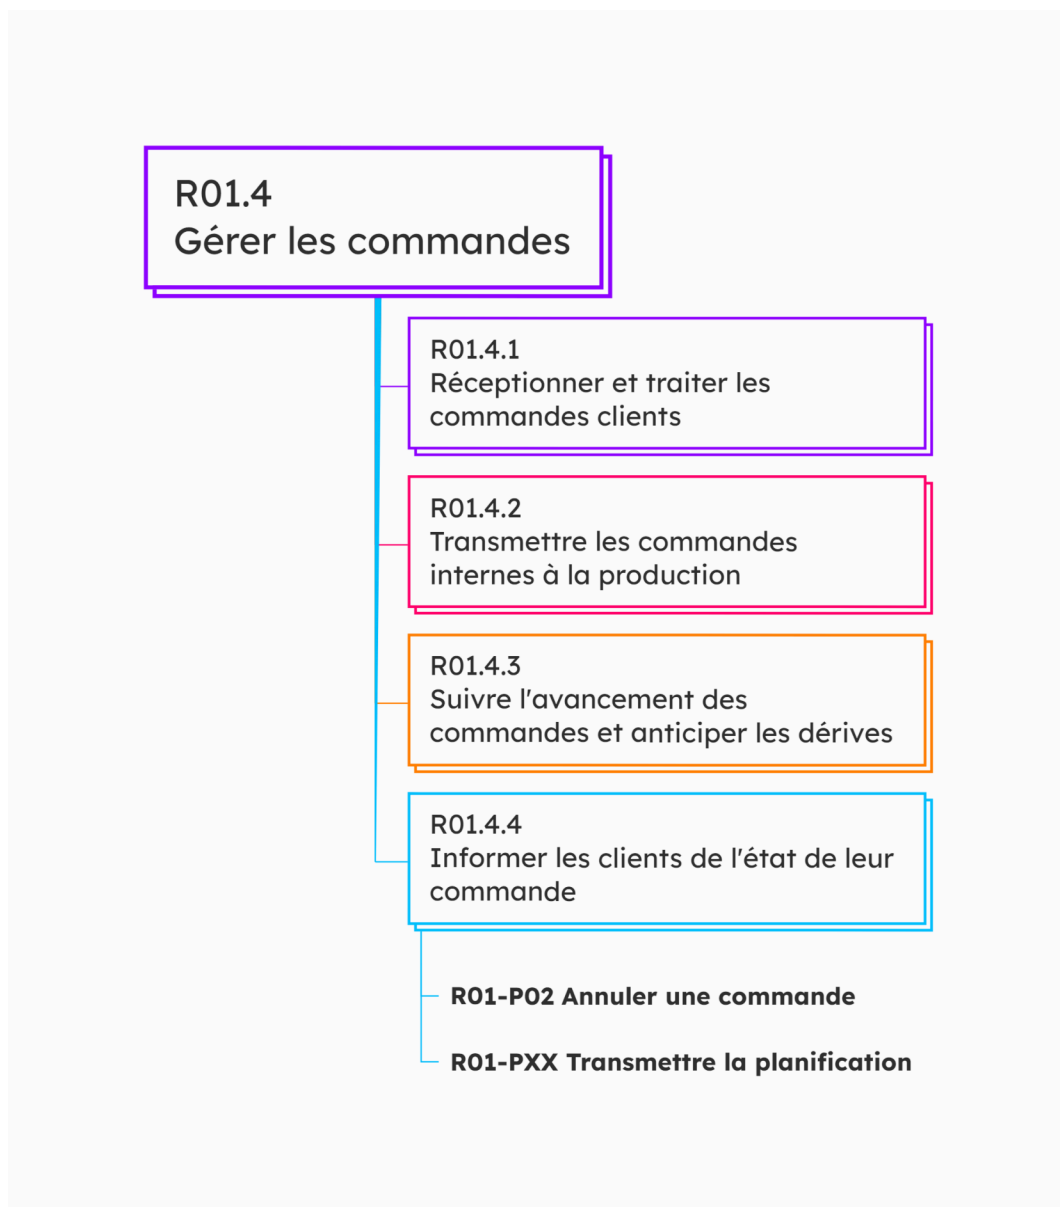 R01.4
Gérer les commandes
R01.4.1
Réceptionner et traiter les
commandes clients
R01.4.2
Transmettre les commandes
internes à la production
R01.4.3
Suivre l'avancement des
commandes et anticiper les dérives
R01.4.4
Informer les clients de l'état de leur
commande
R01-P02 Annuler une commande
R01-PXX Transmettre la planification